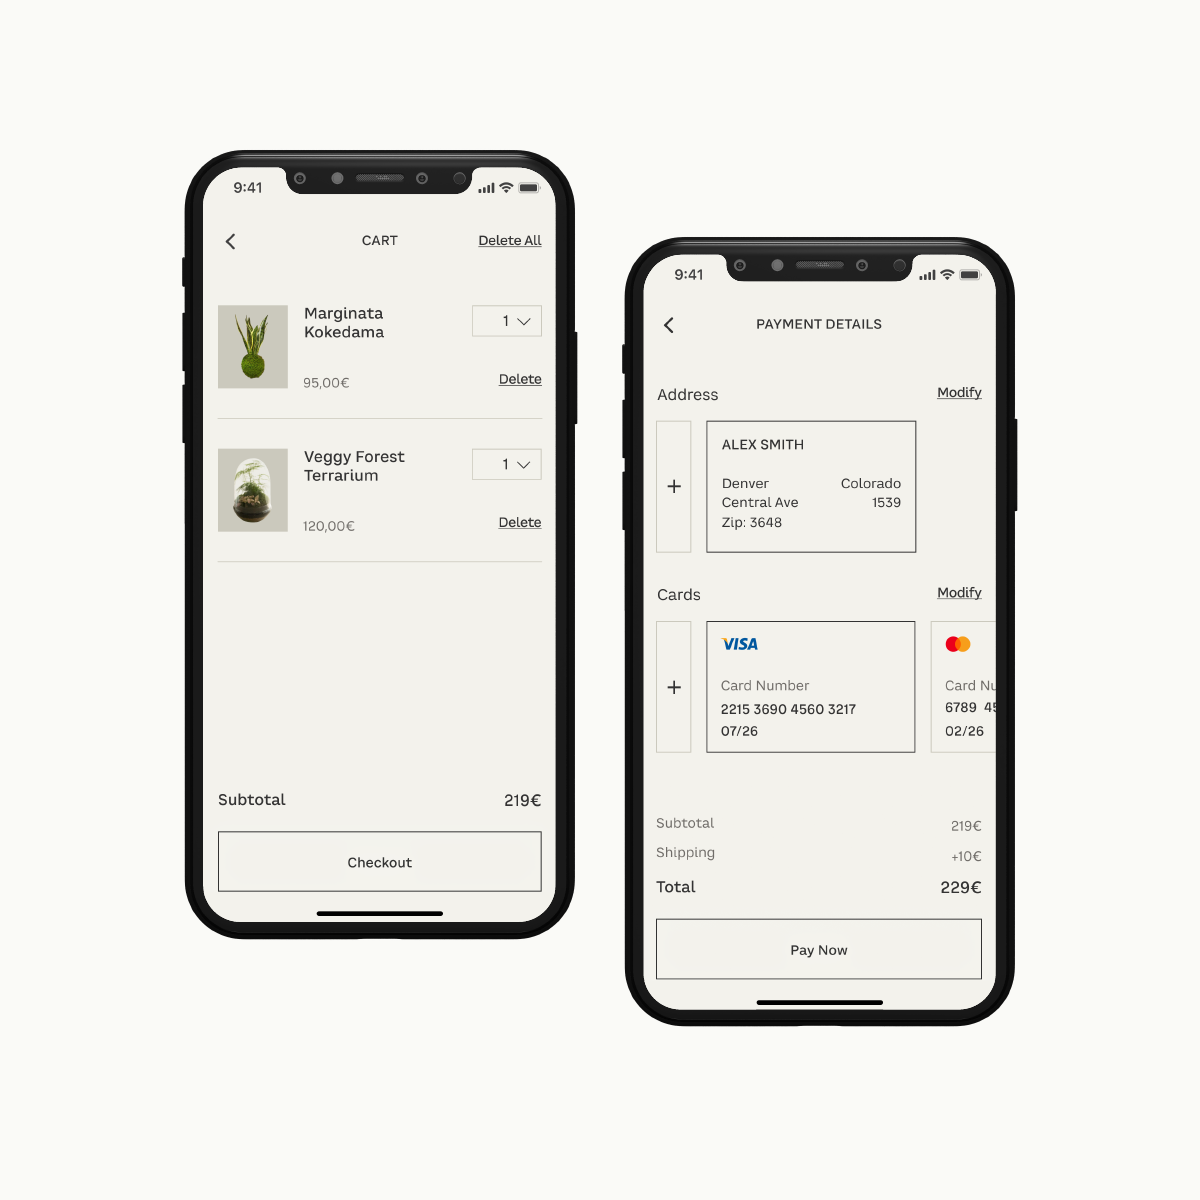 9:41
CART
Delete All
Marginata
Kokedama
1
95,00€
Delete
Veggy Forest
Terrarium
1
120,00€
Delete
Subtotal
219€
Checkout
9:41
PAYMENT DETAILS
Address
Modify
+
ALEX SMITH
Denver
Colorado
Central Ave
1539
Zip: 3648
Cards
Modify
+
VISA
Card Number
2215 3690 4560 3217
07/26
Card Nu
6789 45
02/26
Subtotal
219€
Shipping
+10€
Total
229€
Pay Now